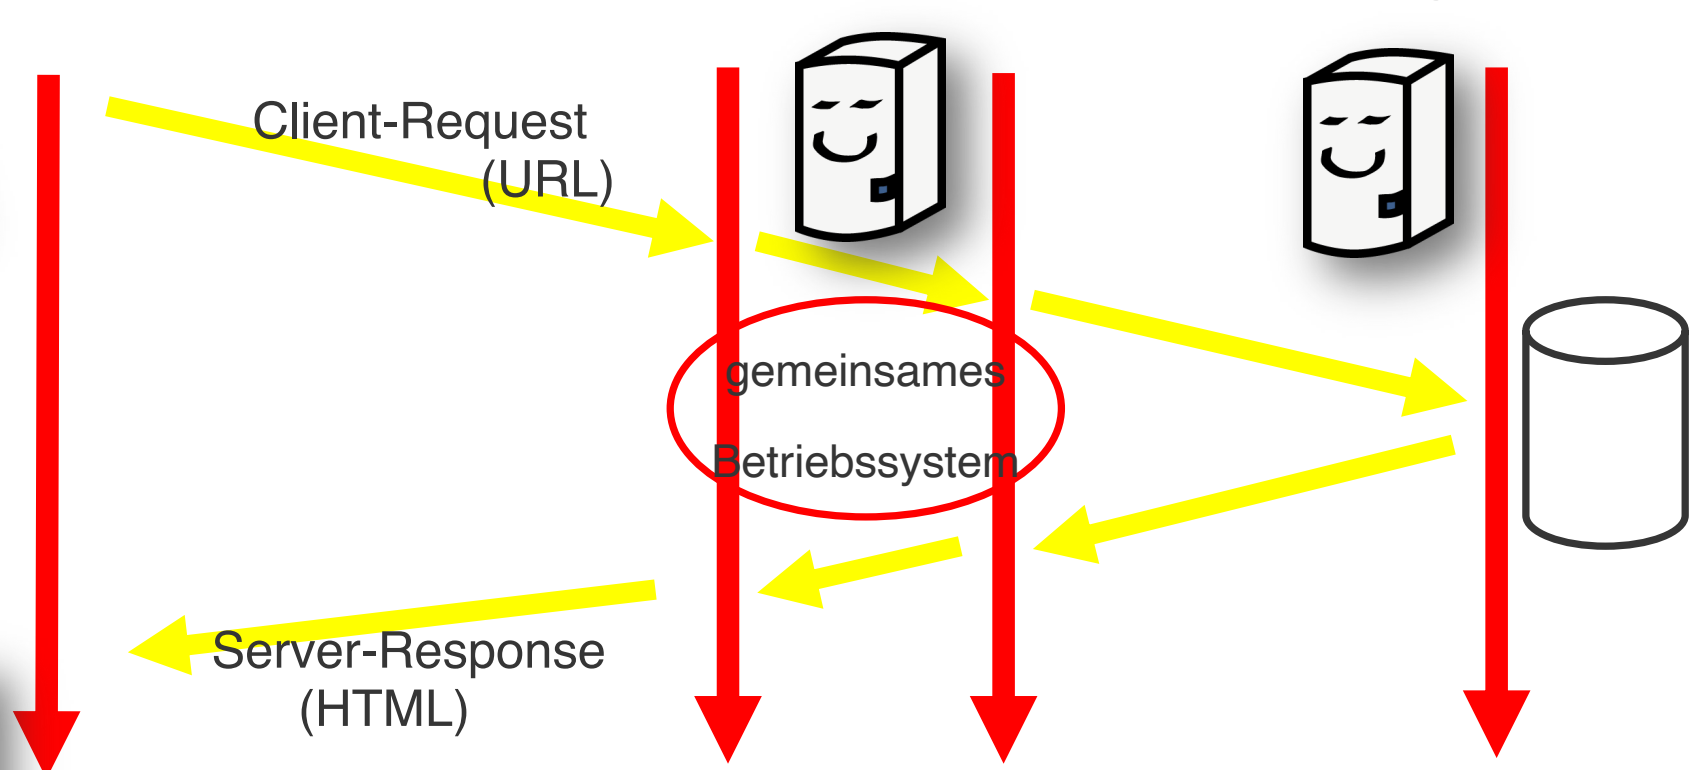 Client-Request
(URL)
gemeinsames
Betriebssystem
Server-Response
(HTML)